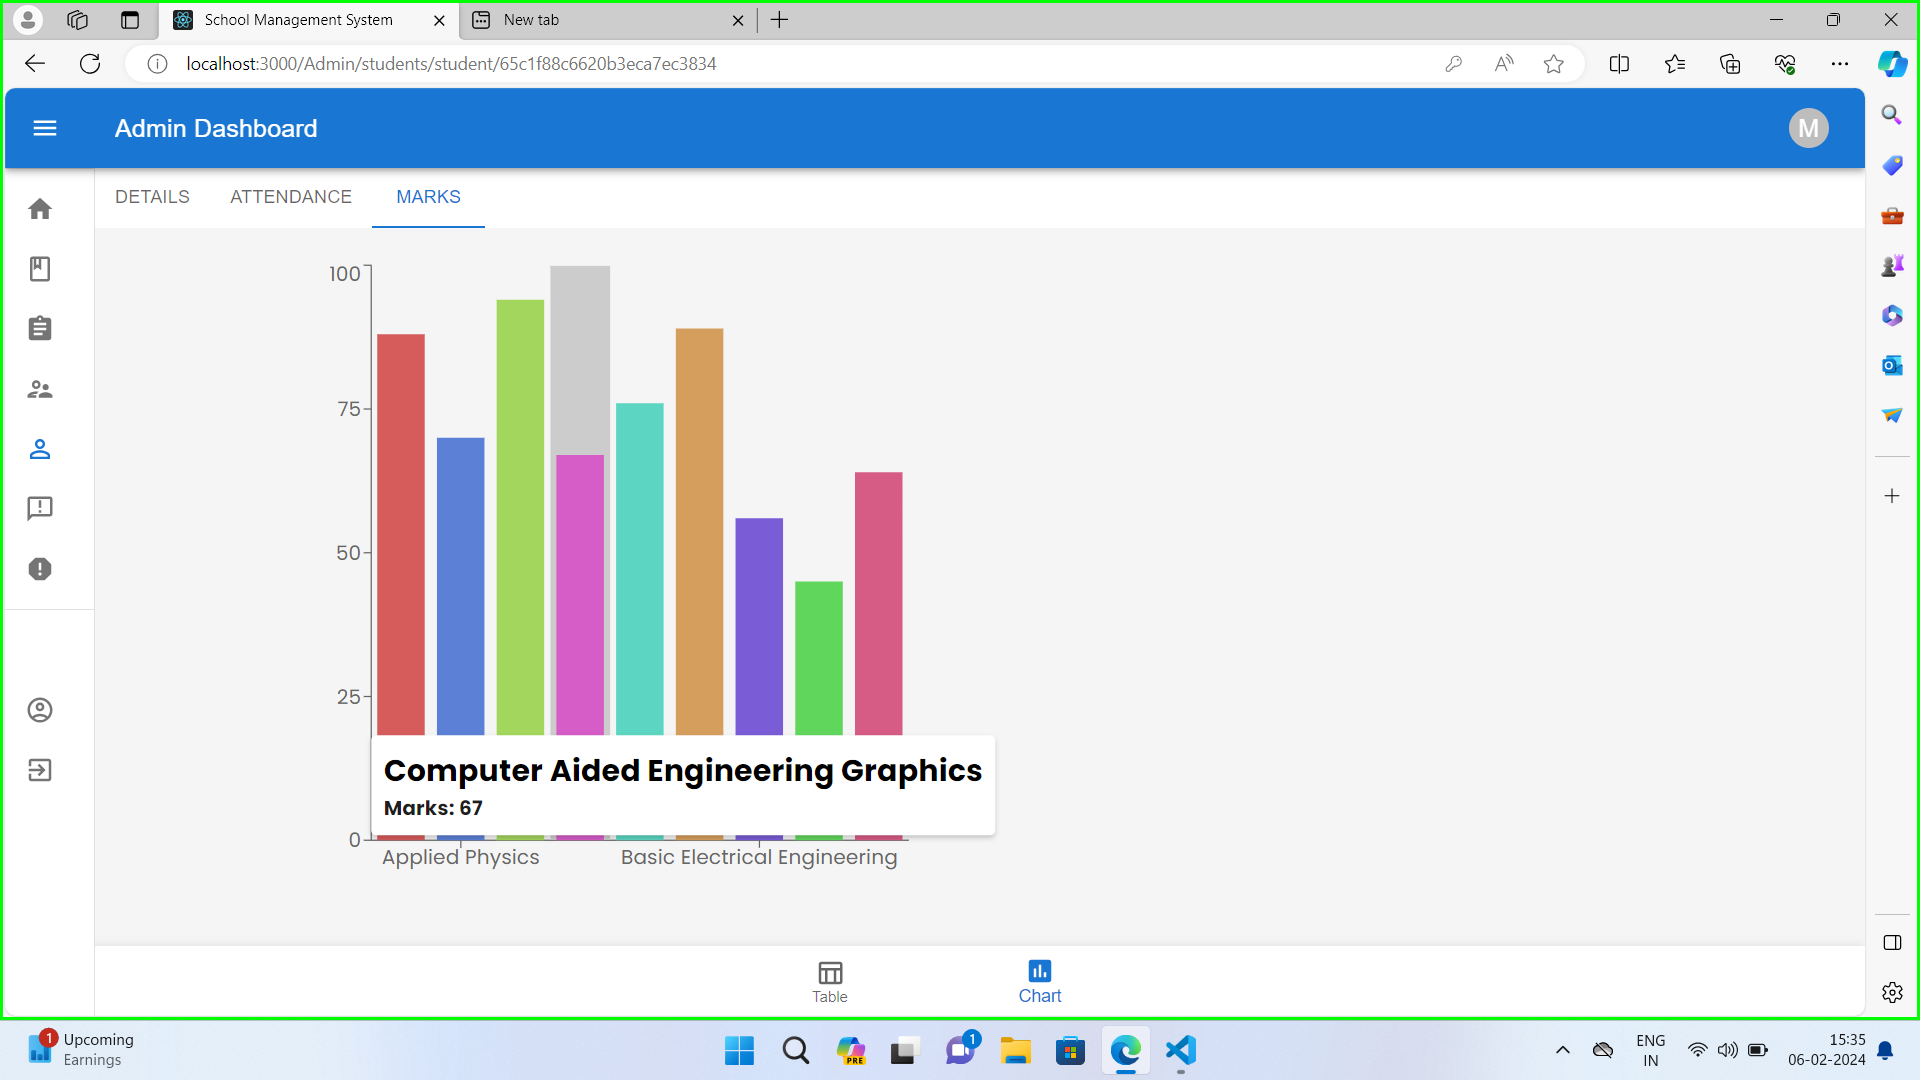 School Management System
New tab
localhost:3000/Admin/students/student/65c1f88c6620b3eca7ec3834
Admin Dashboard
M
DETAILS
ATTENDANCE
MARKS
100
75
50
25
0
Computer Aided Engineering Graphics
Marks: 67
Applied Physics
Basic Electrical Engineering
Table
Chart
1
Upcoming
Earnings
PRE
1
ENG
IN
15:35
06-02-2024